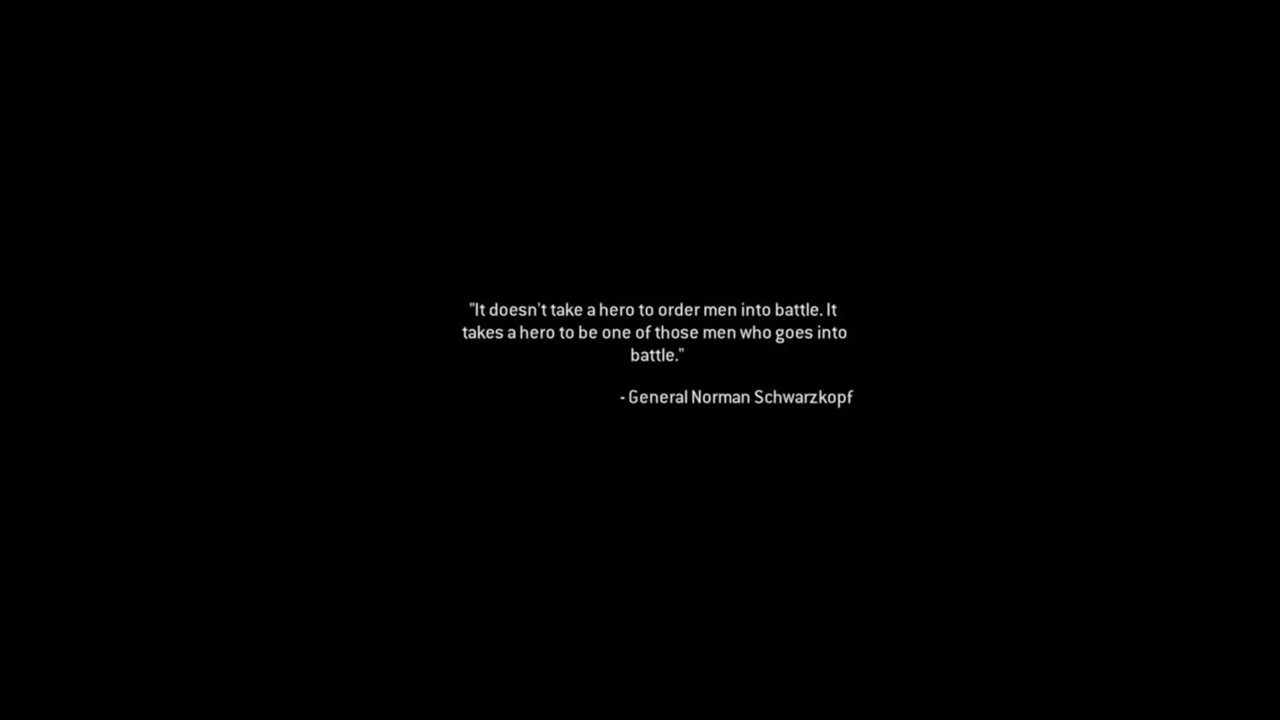 "It doesn't take a hero to order men into battle. It
takes a hero to be one of those men who goes into
battle."
- General Norman Schwarzkopf